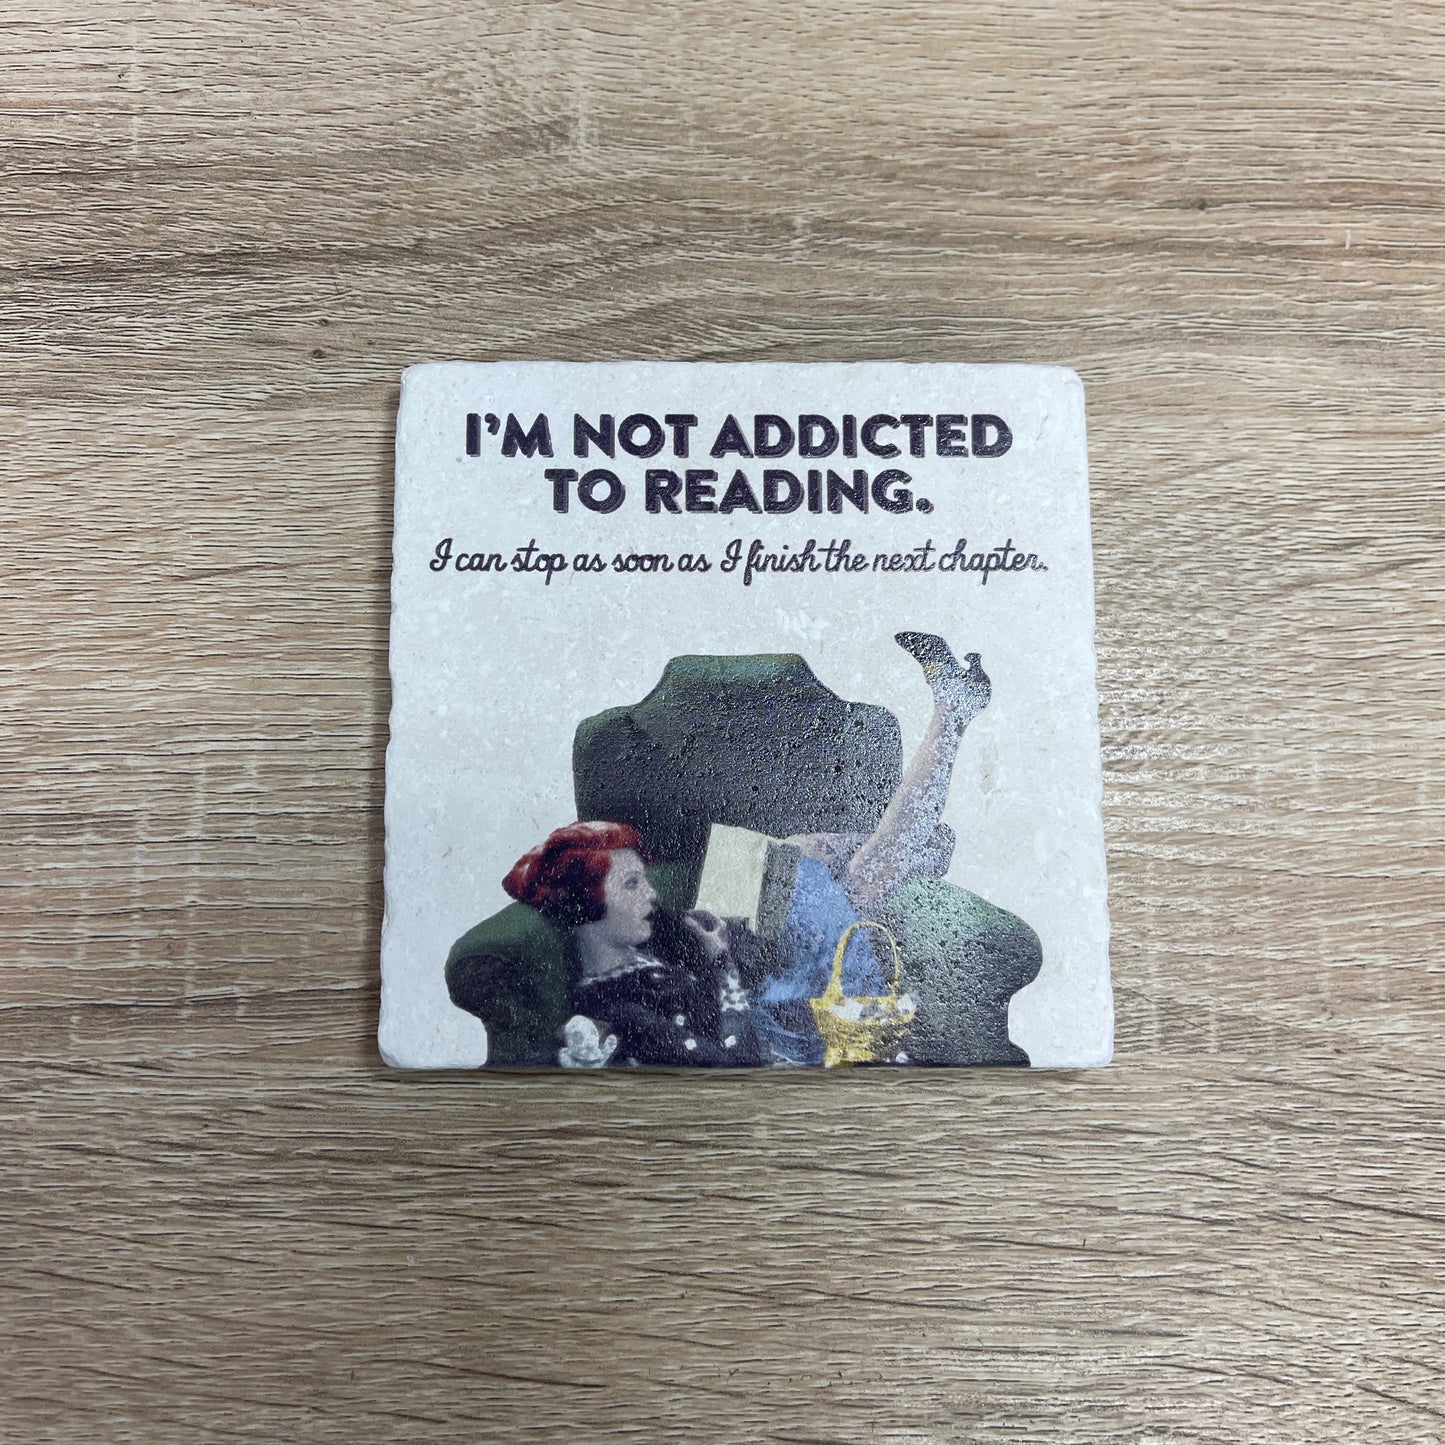 I'M NOT ADDICTED
TO READING.
I can stop as soon as I finish the next chapter.